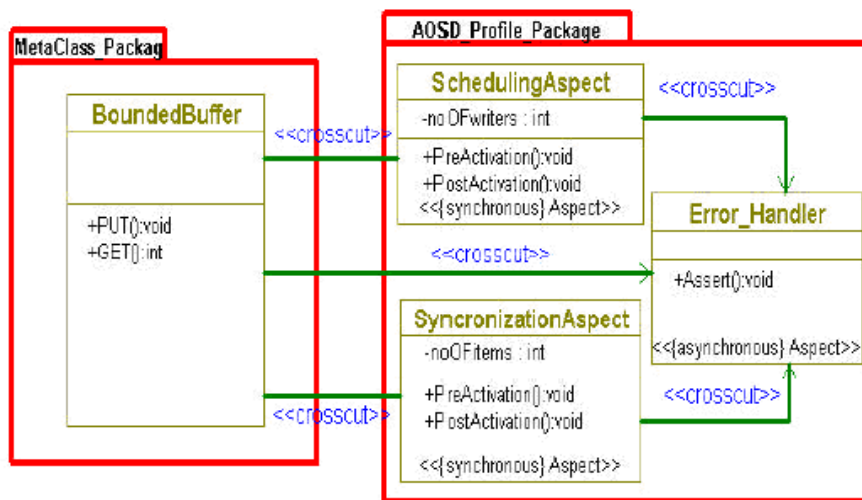 MetaClass_Packag
BoundedBuffer
+PUT():void
+GET():int
<<crosscut>>
AOSD_Profile_Package
SchedulingAspect
-noOFwriters : int
+PreActivation():void
+PostActivation():void
<<{synchronous} Aspect>>
<<crosscut>>
Error_Handler
+Assert():void
<<{asynchronous} Aspect>>
<<crosscut>>
SyncronizationAspect
-noOFitems : int
+PreActivation():void
+PostActivation():void
<<{synchronous} Aspect>>
<<crosscut>>
<<crosscut>>